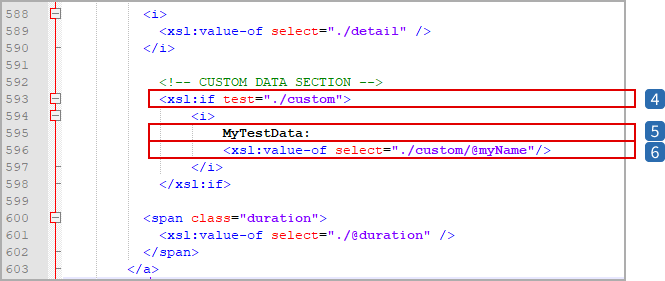 588 <i>
589 <xsl:value-of select="./detail" />
590 </i>
591
592 <!-- CUSTOM DATA SECTION -->
593 <xsl:if test="./custom"> 4
594 <i>
595 MyTestData: 5
596 <xsl:value-of select="./custom/@myName"/> 6
597 </i>
598 </xsl:if>
599
600 <span class="duration">
601 <xsl:value-of select="./@duration" />
602 </span>
603 </a>